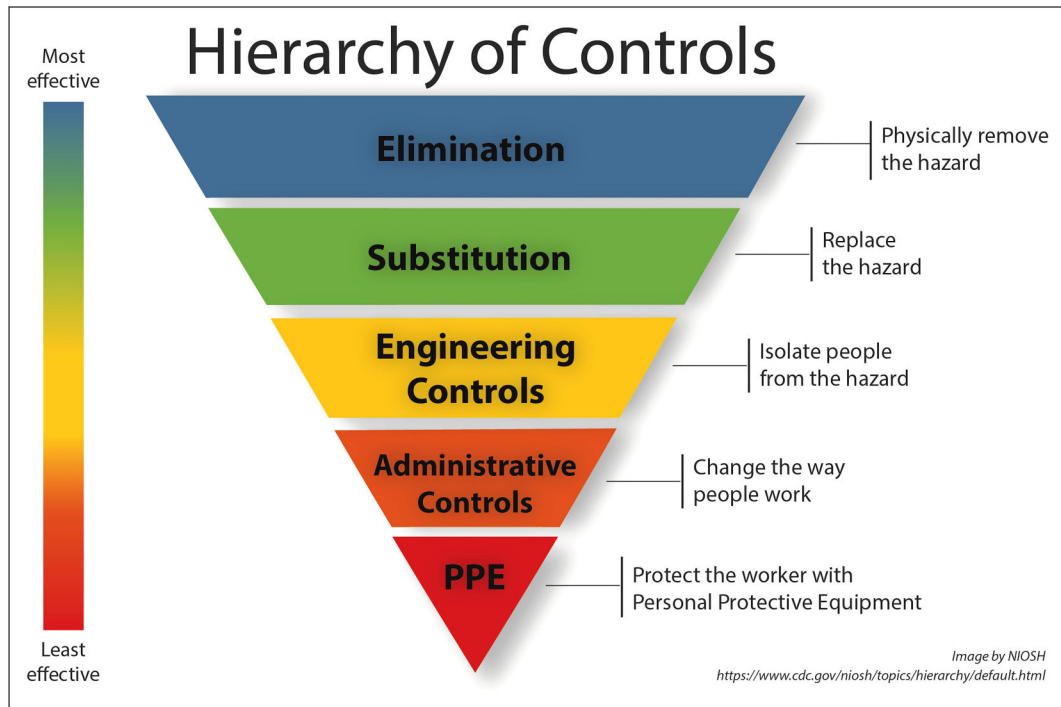 Hierarchy of Controls
Most
effective
Elimination
Physically remove
the hazard
Substitution
Replace
the hazard
Engineering
Controls
Isolate people
from the hazard
Administrative
Controls
Change the way
people work
PPE
Protect the worker with
Personal Protective Equipment
Least
effective
Image by NIOSH
https://www.cdc.gov/niosh/topics/hierarchy/default.html